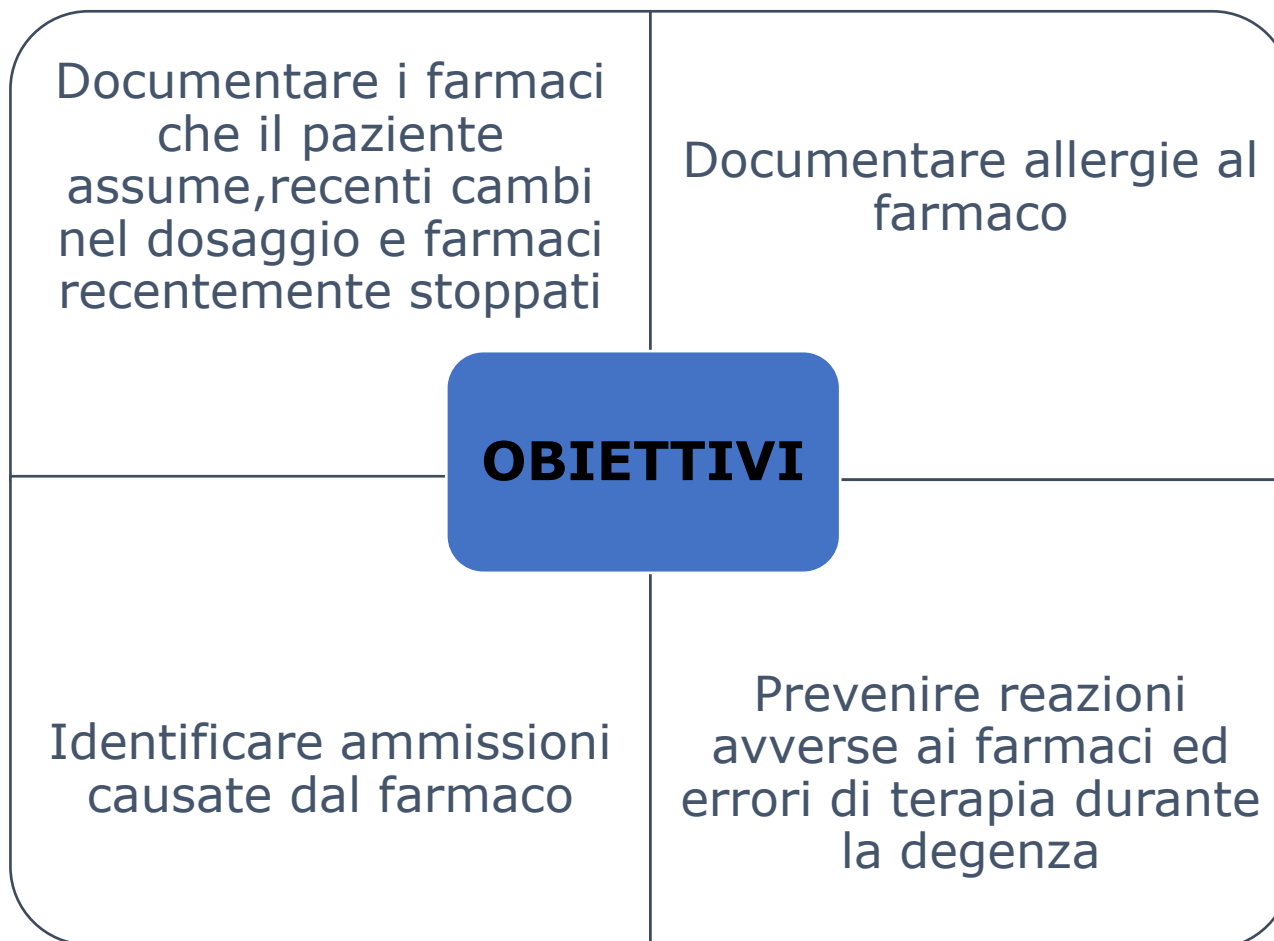 Documentare i farmaci
che il paziente
assume,recenti cambi
nel dosaggio e farmaci
recentemente stoppati
Documentare allergie al
farmaco
OBIETTIVI
Identificare ammissioni
causate dal farmaco
Prevenire reazioni
avverse ai farmaci ed
errori di terapia durante
la degenza